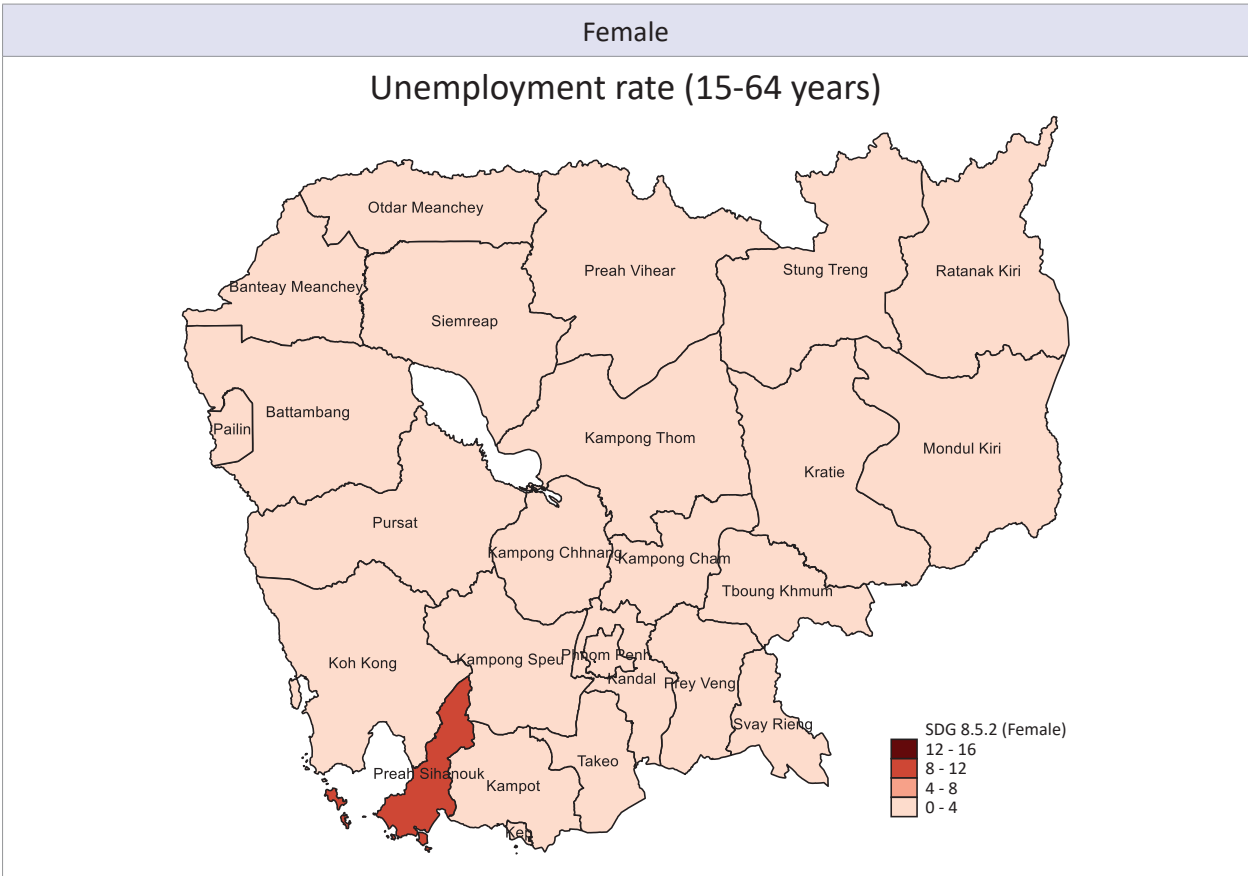 Female
Unemployment rate (15-64 years)
Otdar Meanchey
Preah Vihear
Stung Treng
Ratanak Kiri
Banteay Meanchey
Siemreap
Battambang
Pailin
Kampong Thom
Mondul Kiri
Kratie
Pursat
Kampong Chhnang
Kampong Cham
Tboung Khmum
Koh Kong
Kampong Speu
Phnom Penh
Kandal
Prey Veng
Svay Rieng
Preah Sihanouk
Kampot
Takeo
Kep
SDG 8.5.2 (Female)
12 - 16
8 - 12
4 - 8
0 - 4